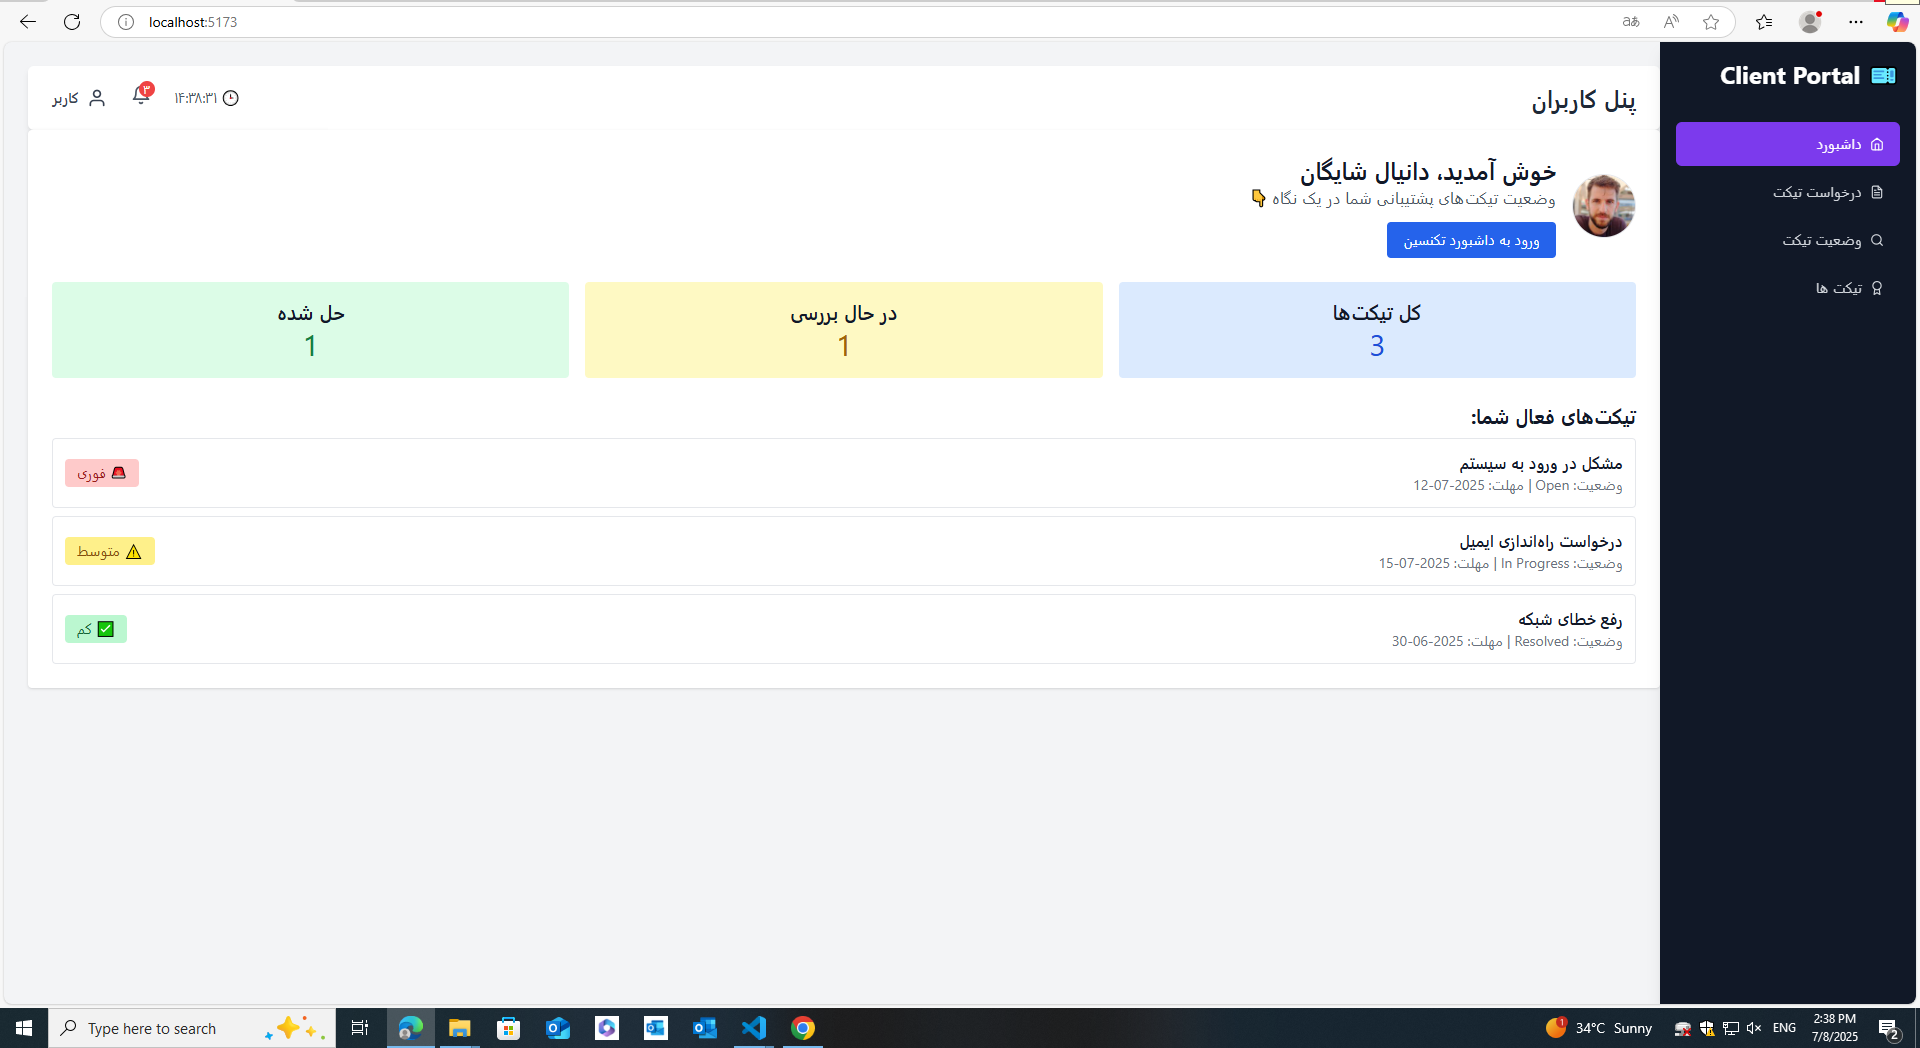 localhost:5173
Client Portal
داشبورد
درخواست تیکت
وضعیت تیکت
تیکت ها
پنل کاربران
۱۴:۳۸:۳۱
۳
کاربر
خوش آمدید، دانیال شایگان
وضعیت تیکت‌های پشتیبانی شما در یک نگاه 👇
ورود به داشبورد تکنسین
کل تیکت‌ها
3
در حال بررسی
1
حل شده
1
تیکت‌های فعال شما:
مشکل در ورود به سیستم
وضعیت: Open | مهلت: 2025-07-12
🚨 فوری
درخواست راه‌اندازی ایمیل
وضعیت: In Progress | مهلت: 2025-07-15
⚠️ متوسط
رفع خطای شبکه
وضعیت: Resolved | مهلت: 2025-06-30
✅ کم
Type here to search
1
34°C Sunny
ENG
2:38 PM
7/8/2025
2